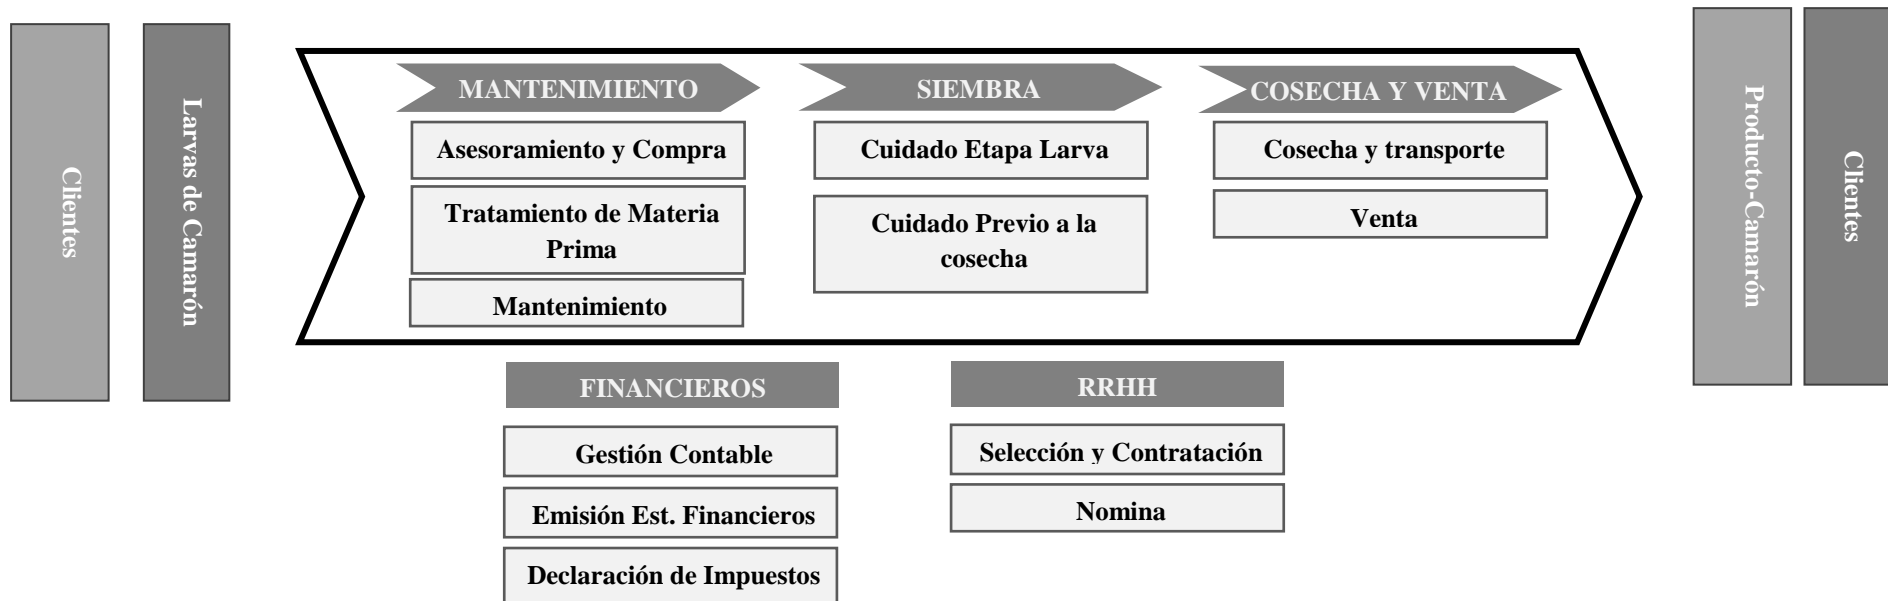 Clientes
Larvas de Camarón
MANTENIMIENTO
Asesoramiento y Compra
Tratamiento de Materia
Prima
Mantenimiento
SIEMBRA
Cuidado Etapa Larva
Cuidado Previo a la
cosecha
COSECHA Y VENTA
Cosecha y transporte
Venta
Producto-Camarón
Clientes
FINANCIEROS
Gestión Contable
Emisión Est. Financieros
Declaración de Impuestos
RRHH
Selección y Contratación
Nomina